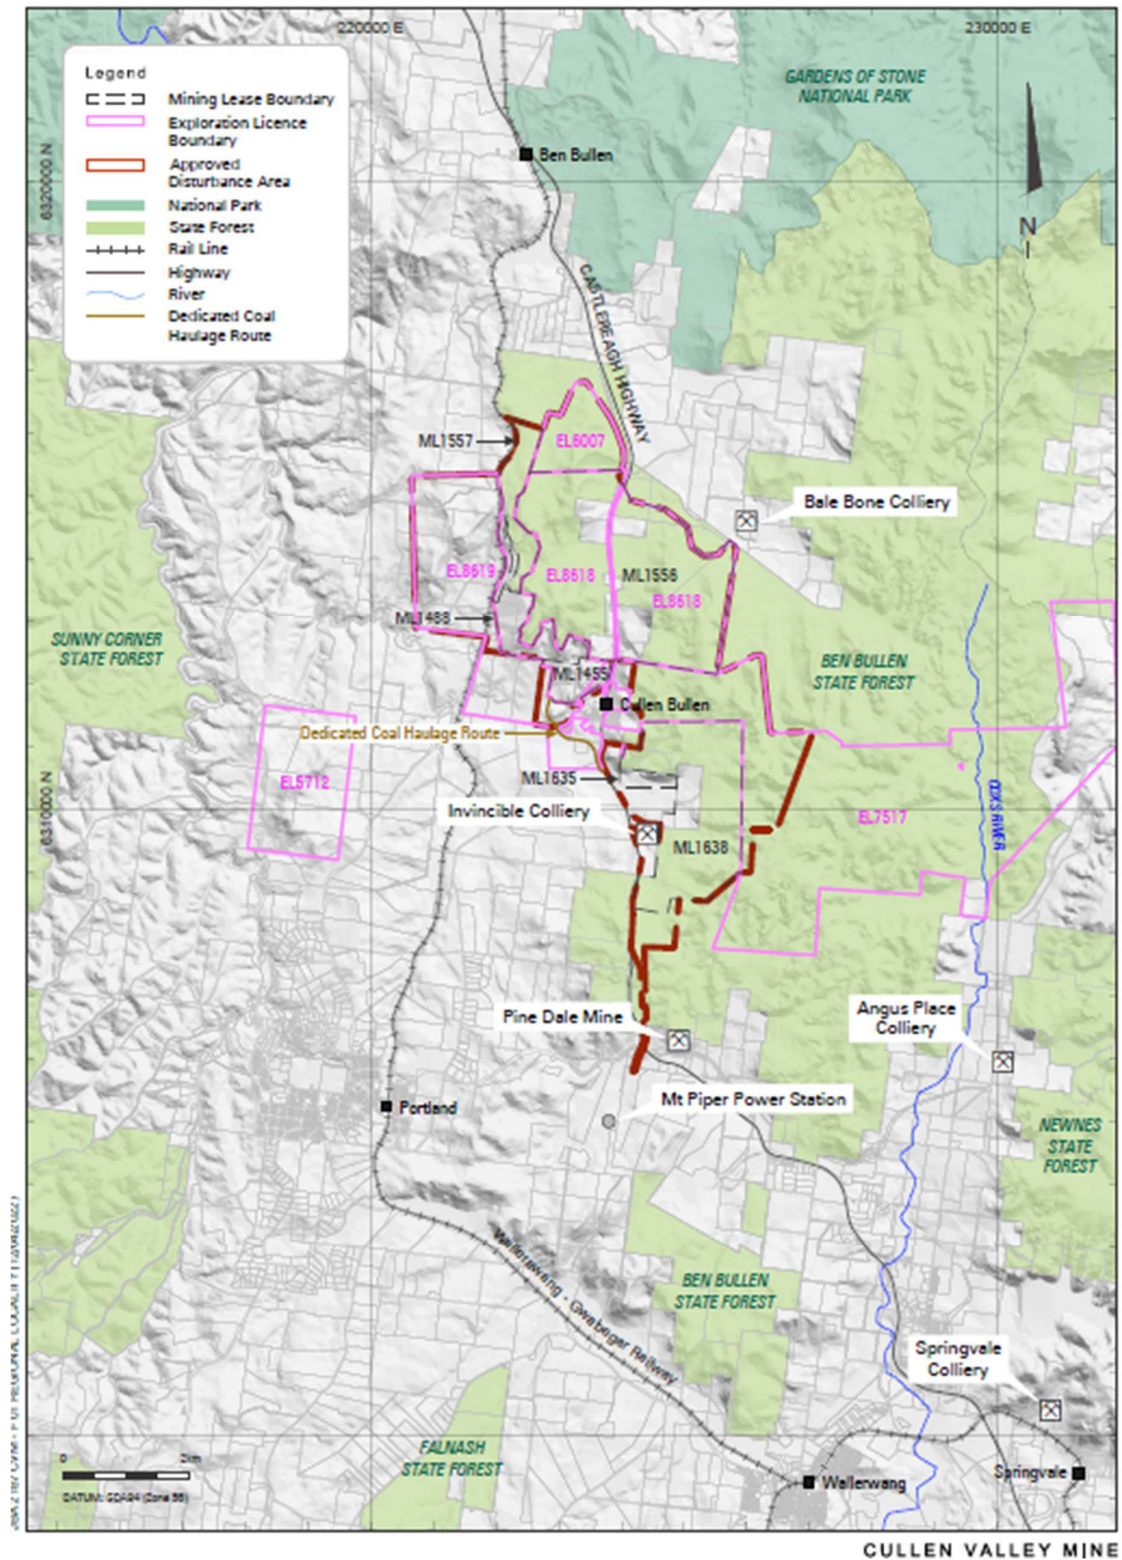 220000 E
230000 E
Legend
Mining Lease Boundary
Exploration Licence
Boundary
Approved
Disturbance Area
National Park
State Forest
Rail Line
Highway
River
Dedicated Coal
Haulage Route
6320000 N
GARDENS OF STONE
NATIONAL PARK
Ben Bullen
N
CASTLEREAGH HIGHWAY
ML1557
EL6007
Bale Bone Colliery
EL8619
EL8618
ML1556
EL8618
ML1488
SUNNY CORNER
STATE FOREST
BEN BULLEN
STATE FOREST
ML1455
Cullen Bullen
Dedicated Coal Haulage Route
EL5712
ML1635
6310000 N
Invincible Colliery
EL7517
COXS RIVER
ML1638
Pine Dale Mine
Angus Place
Colliery
Mt Piper Power Station
Portland
NEWNES
STATE
FOREST
Wallerawang - Gwabegar Railway
BEN BULLEN
STATE FOREST
Springvale
Colliery
FALNASH
STATE FOREST
0 2km
DATUM: GDA94 (Zone 56)
Wallerwang
Springvale
CULLEN VALLEY MINE